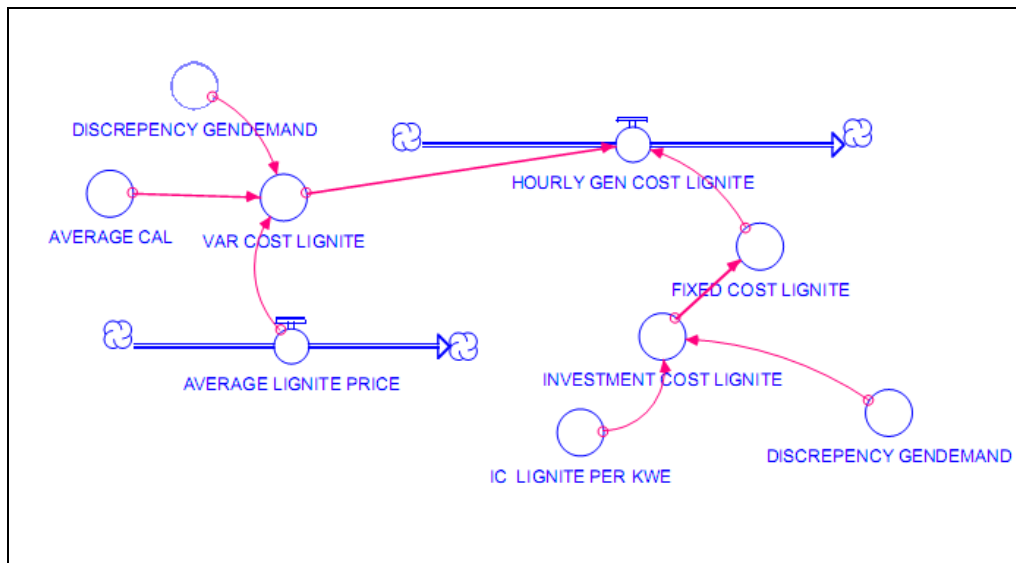 DISCREPENCY GENDEMAND
HOURLY GEN COST LIGNITE
AVERAGE CAL
VAR COST LIGNITE
FIXED COST LIGNITE
AVERAGE LIGNITE PRICE
INVESTMENT COST LIGNITE
DISCREPENCY GENDEMAND
IC LIGNITE PER KWE